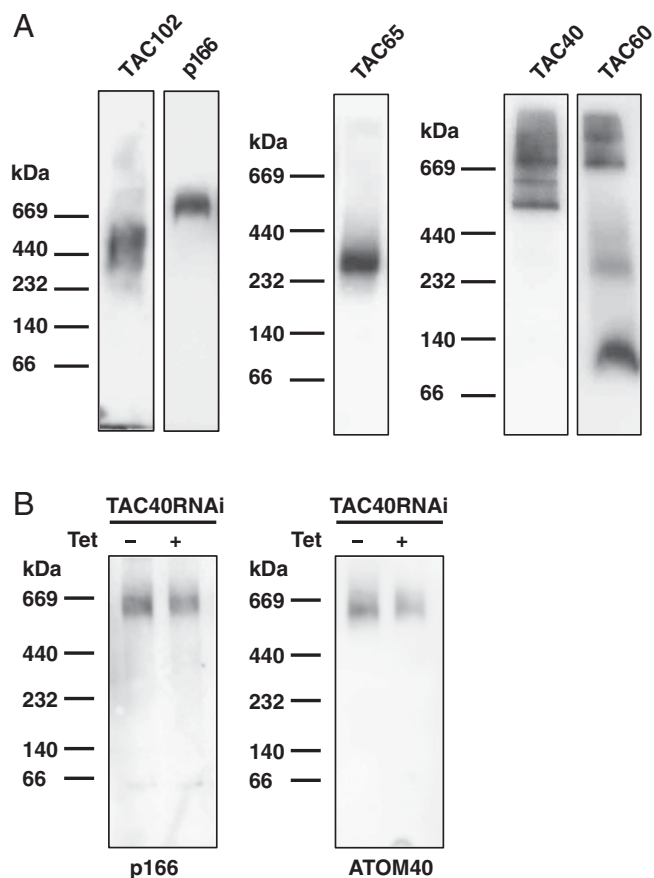 A
TAC102
p166
TAC65
TAC40
TAC60
kDa
669
440
232
140
66
kDa
669
440
232
140
66
kDa
669
440
232
140
66
B
TAC40RNAi
Tet − +
kDa
669
440
232
140
66
p166
TAC40RNAi
Tet − +
kDa
669
440
232
140
66
ATOM40